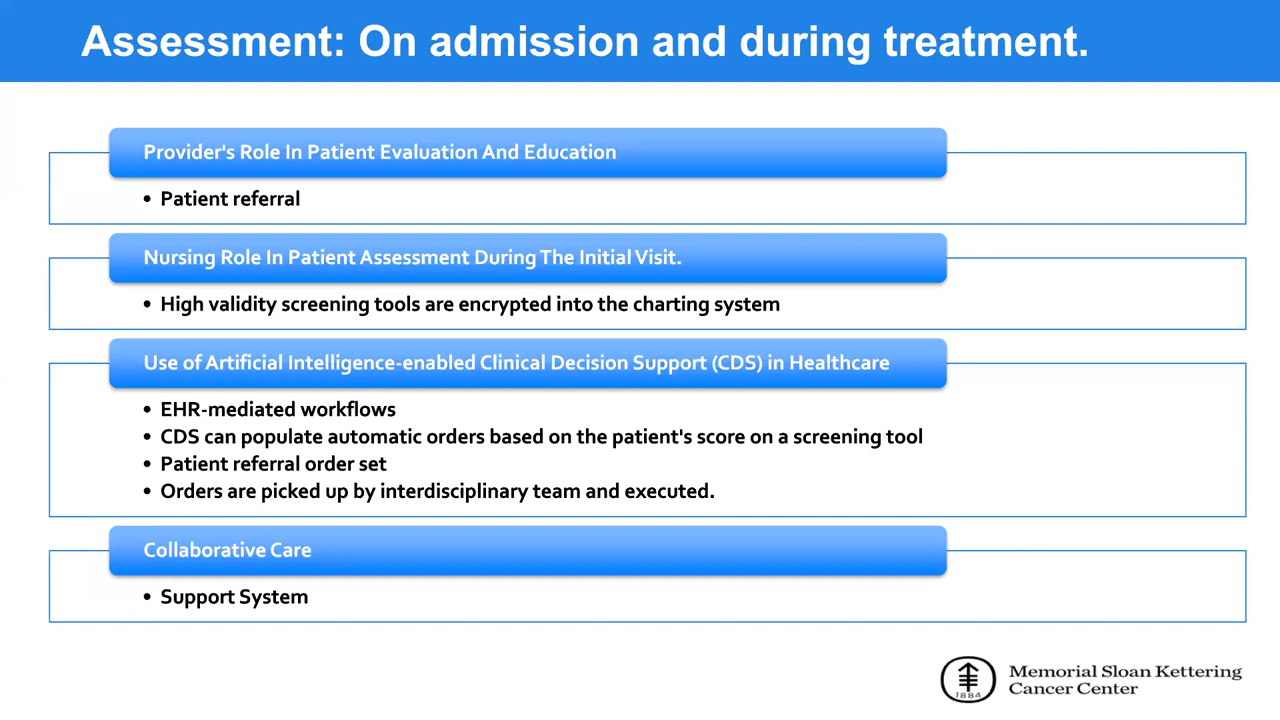 Assessment: On admission and during treatment.
Provider's Role In Patient Evaluation And Education
• Patient referral
Nursing Role In Patient Assessment During The Initial Visit.
• High validity screening tools are encrypted into the charting system
Use of Artificial Intelligence-enabled Clinical Decision Support (CDS) in Healthcare
• EHR-mediated workflows
• CDS can populate automatic orders based on the patient's score on a screening tool
• Patient referral order set
• Orders are picked up by interdisciplinary team and executed.
Collaborative Care
• Support System
1884
Memorial Sloan Kettering
Cancer Center